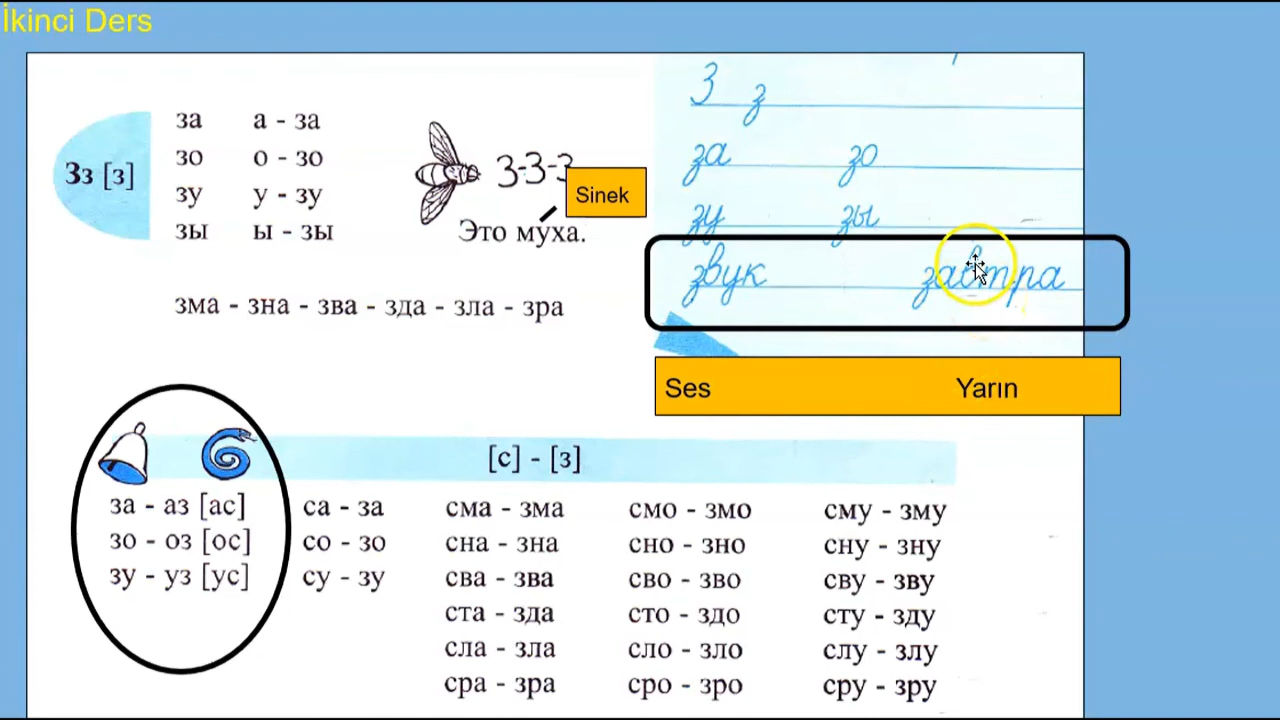 İkinci Ders
Зз [з]
за а - за
зо о - зо
зу у - зу
зы ы - зы
З-З-З
Sinek
Это муха.
зма - зна - зва - зда - зла - зра
З з
за зо
зу зы
звук завтра
Ses Yarın
[с] - [з]
за - аз [ас] са - за сма - зма смо - змо сму - зму
зо - оз [ос] со - зо сна - зна сно - зно сну - зну
зу - уз [ус] су - зу сва - зва сво - зво сву - зву
ста - зда сто - здо сту - зду
сла - зла сло - зло слу - злу
сра - зра сро - зро сру - зру